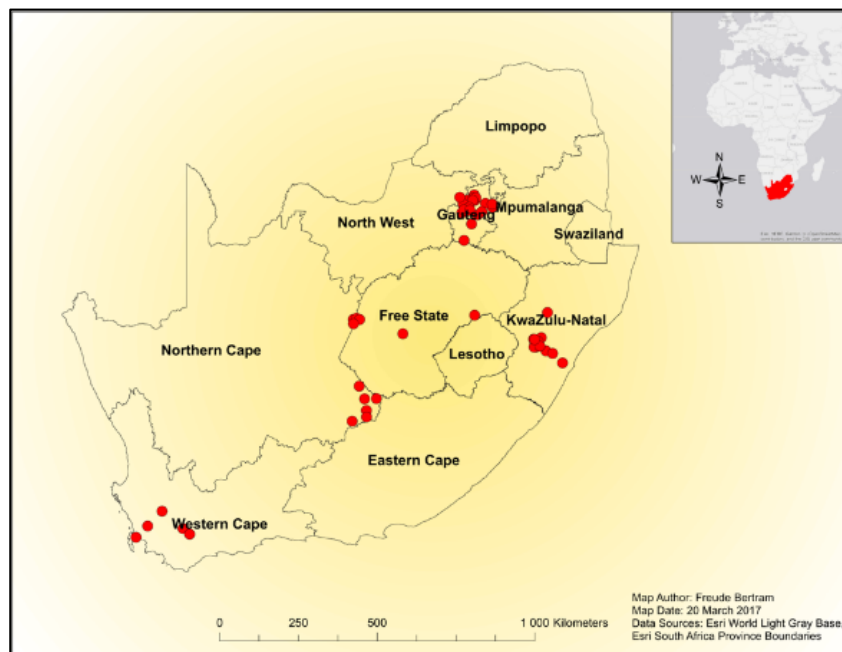 Limpopo
N
W E
S
North West
Gauteng
Mpumalanga
Swaziland
Free State
KwaZulu-Natal
Northern Cape
Lesotho
Eastern Cape
Western Cape
0 250 500 1 000 Kilometers
Map Author: Freude Bertram
Map Date: 20 March 2017
Data Sources: Esri World Light Gray Base,
Esri South Africa Province Boundaries